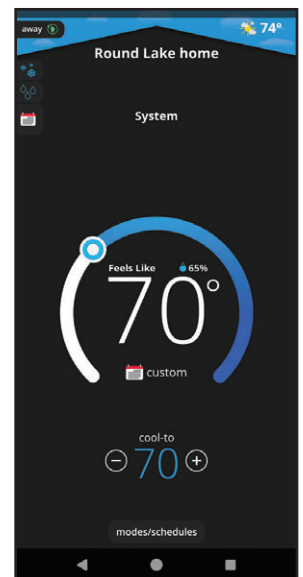 away
74°
Round Lake home
System
Feels Like 65%
70°
custom
cool-to
− 70 +
modes/schedules